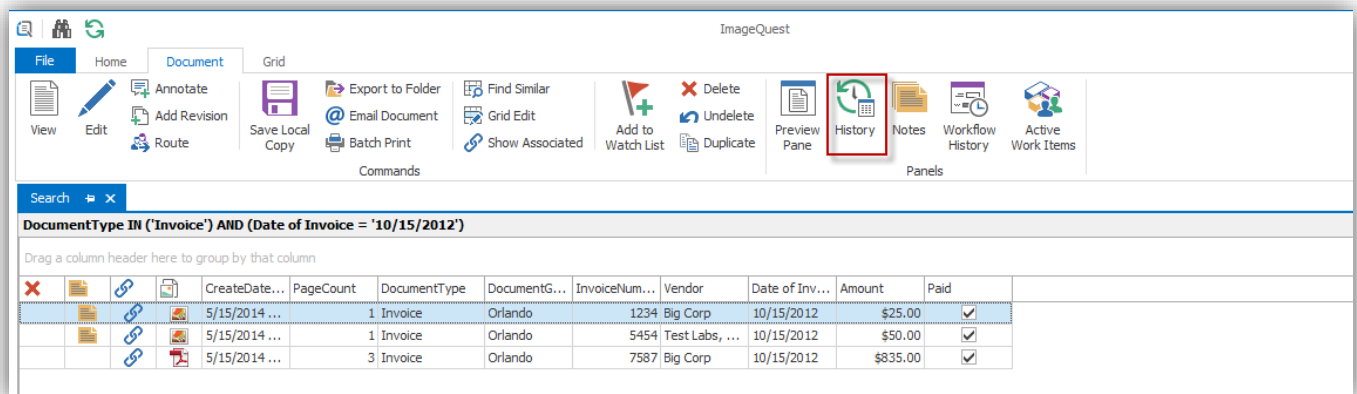 ImageQuest
File Home Document Grid
View
Edit
Annotate
Add Revision
Route
Save Local
Copy
Export to Folder
Email Document
Batch Print
Find Similar
Grid Edit
Show Associated
Add to
Watch List
Delete
Undelete
Duplicate
Commands
Preview
Pane
History
Notes
Workflow
History
Active
Work Items
Panels
Search
DocumentType IN ('Invoice') AND (Date of Invoice = '10/15/2012')
Drag a column header here to group by that column
CreateDate... PageCount DocumentType DocumentG... InvoiceNum... Vendor Date of Inv... Amount Paid
5/15/2014 ... 1 Invoice Orlando 1234 Big Corp 10/15/2012 $25.00
5/15/2014 ... 1 Invoice Orlando 5454 Test Labs, ... 10/15/2012 $50.00
5/15/2014 ... 3 Invoice Orlando 7587 Big Corp 10/15/2012 $835.00